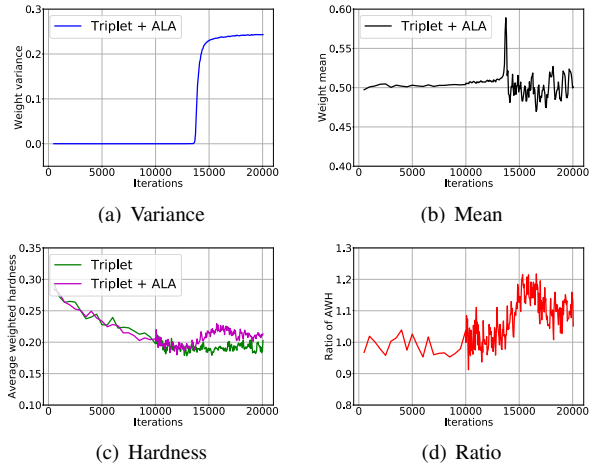 Triplet + ALA
Weight variance
0.3
0.2
0.1
0.0
0 5000 10000 15000 20000
Iterations
(a) Variance
Triplet + ALA
Weight mean
0.60
0.55
0.50
0.45
0.40
0 5000 10000 15000 20000
Iterations
(b) Mean
Triplet
Triplet + ALA
Average weighted hardness
0.35
0.30
0.25
0.20
0.15
0.10
0 5000 10000 15000 20000
Iterations
(c) Hardness
Ratio of AWH
1.3
1.2
1.1
1.0
0.9
0.8
0 5000 10000 15000 20000
Iterations
(d) Ratio